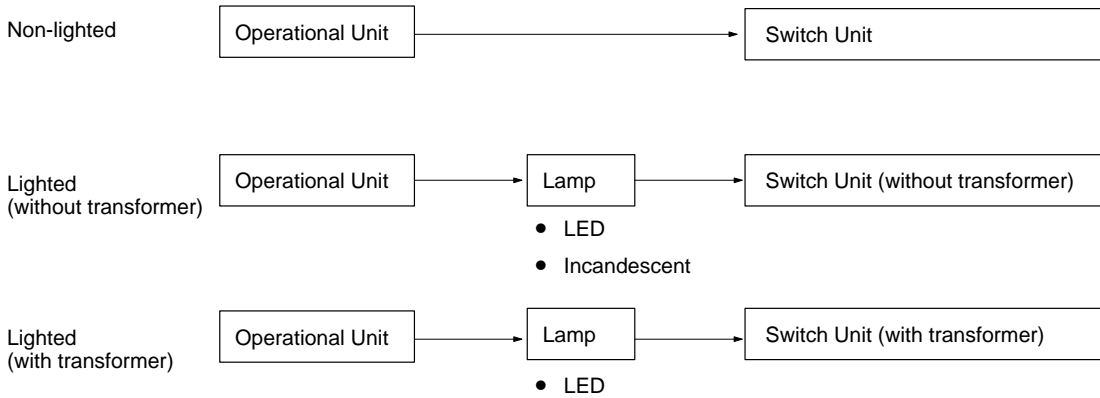 Non-lighted
Operational Unit
Switch Unit
Lighted
(without transformer)
Operational Unit
Lamp
Switch Unit (without transformer)
● LED
● Incandescent
Lighted
(with transformer)
Operational Unit
Lamp
Switch Unit (with transformer)
● LED